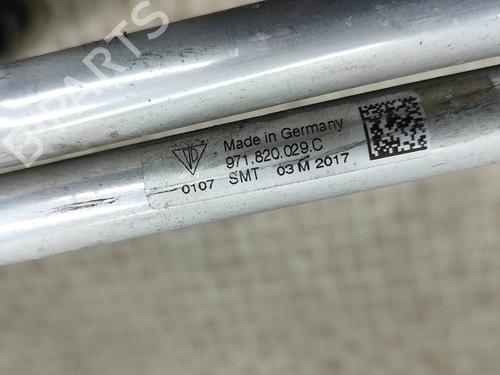 B-PARTS
Made in Germany
971.820.029.C
0107 SMT 03 M 2017